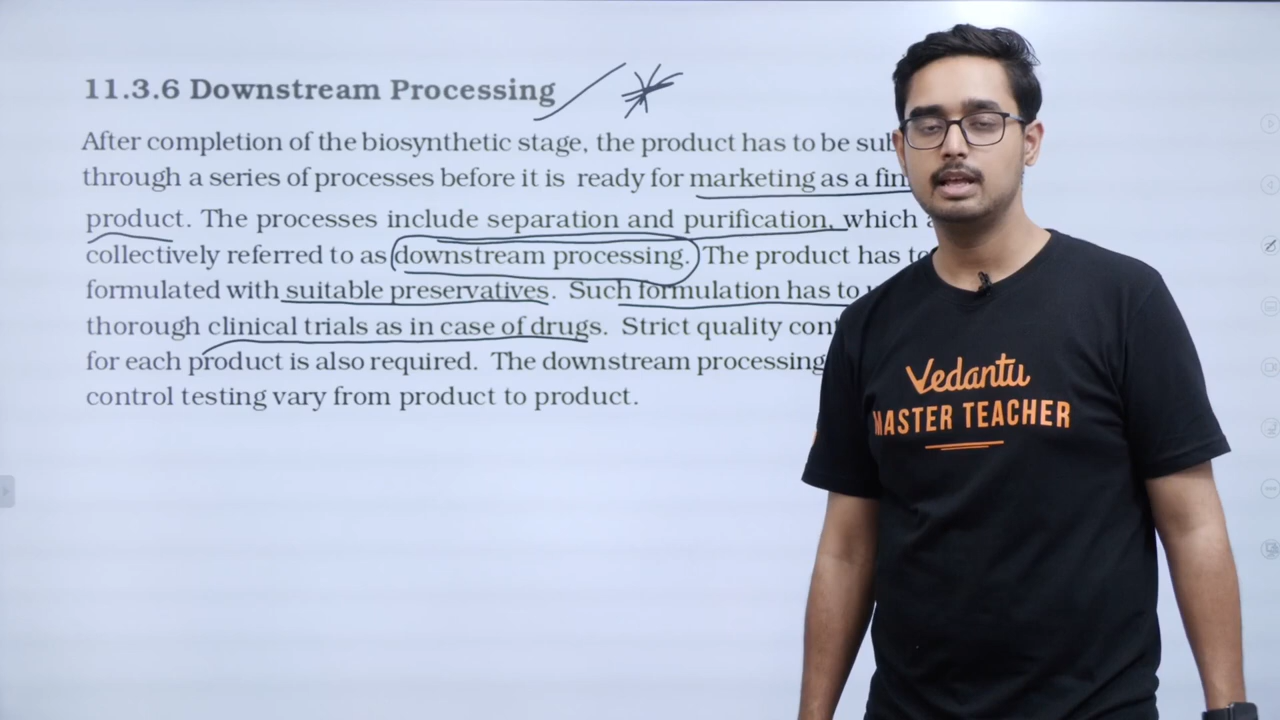 11.3.6 Downstream Processing
After completion of the biosynthetic stage, the product has to be
through a series of processes before it is ready for marketing as a
product. The processes include separation and purification, which
collectively referred to as downstream processing. The product has to
formulated with suitable preservatives. Such formulation has to
thorough clinical trials as in case of drugs. Strict quality
for each product is also required. The downstream processing
control testing vary from product to product.
Vedantu
MASTER TEACHER